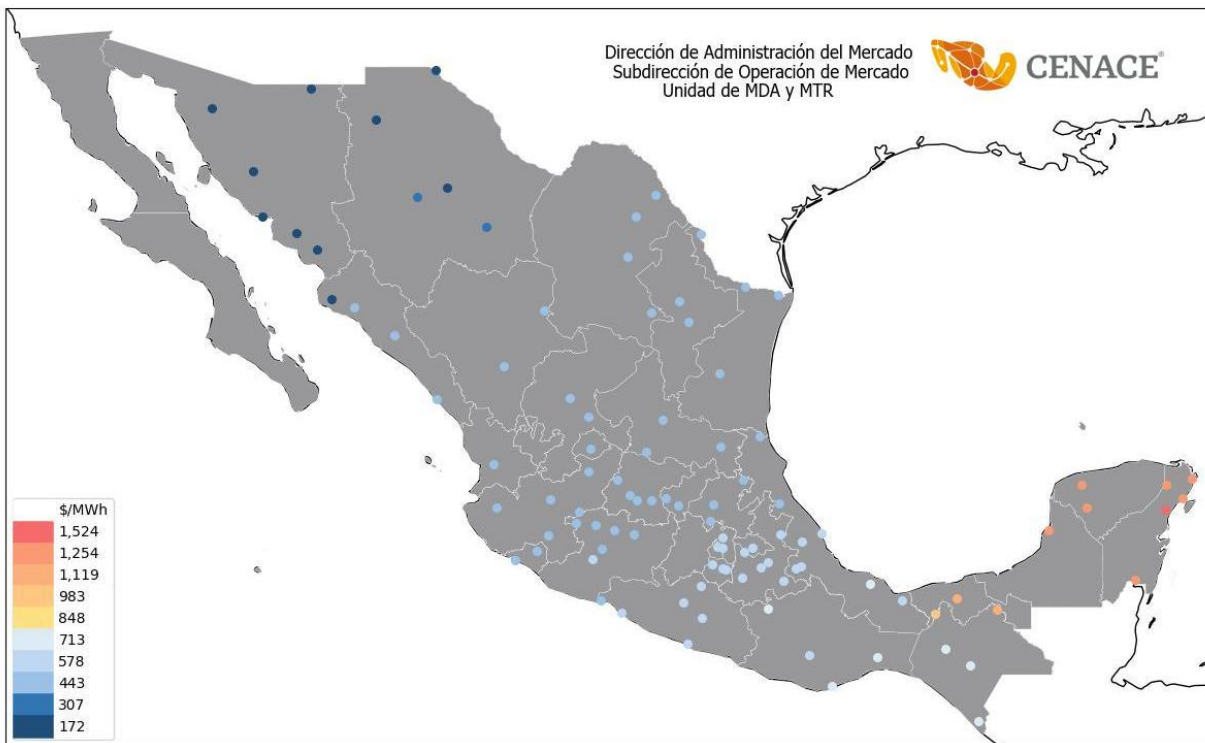 Dirección de Administración del Mercado
Subdirección de Operación de Mercado
Unidad de MDA y MTR
CENACE®
$/MWh
1,524
1,254
1,119
983
848
713
578
443
307
172